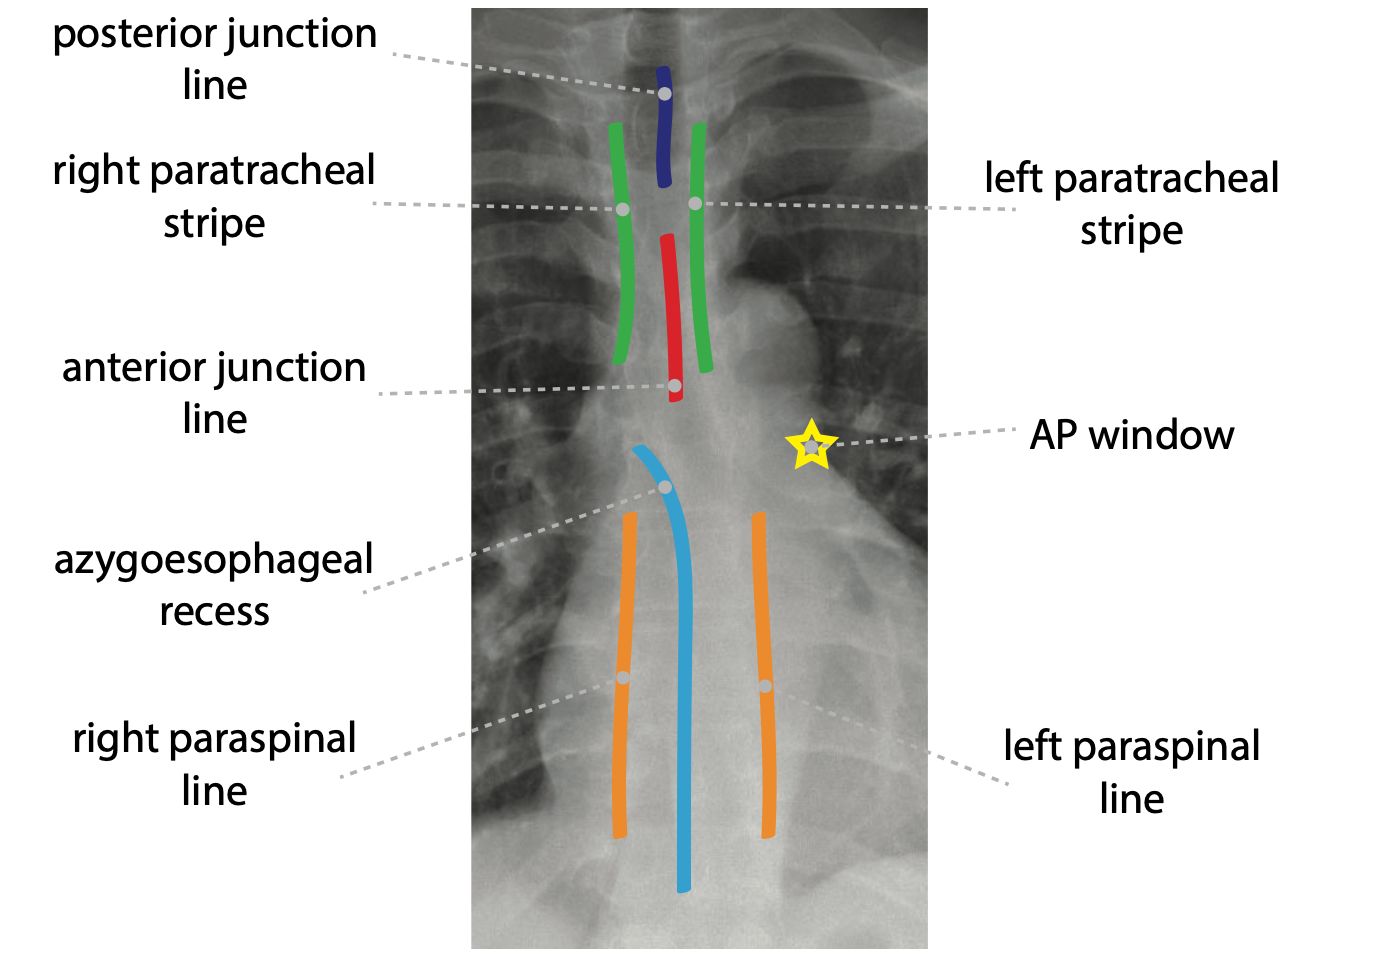 posterior junction
line
right paratracheal
stripe
anterior junction
line
azygoesophageal
recess
right paraspinal
line
left paratracheal
stripe
AP window
left paraspinal
line